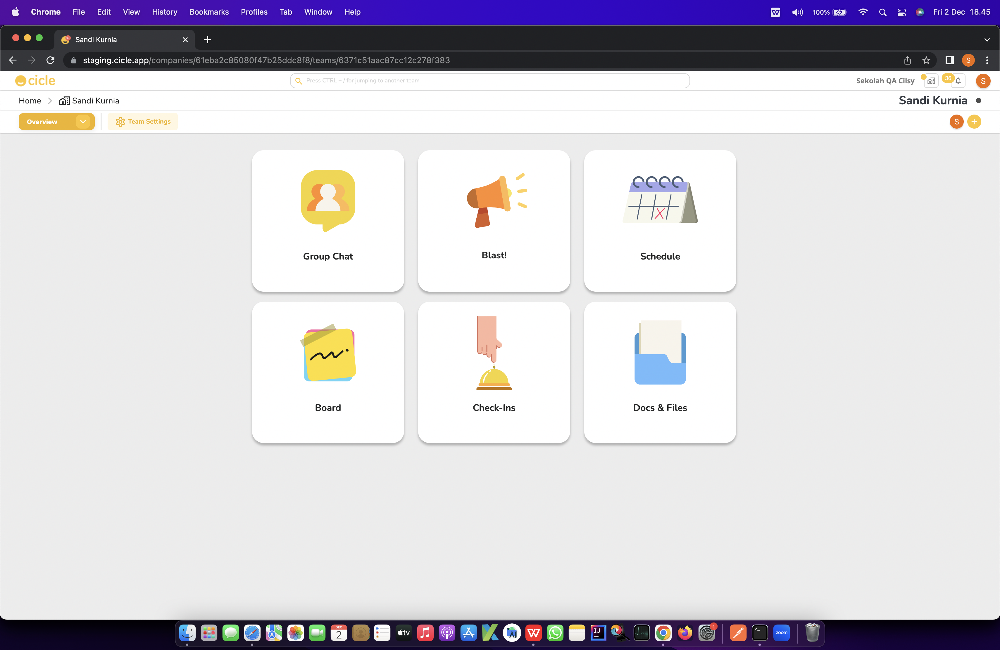 Chrome File Edit View History Bookmarks Profiles Tab Window Help 100% Fri 2 Dec 18.45
Sandi Kurnia
staging.cicle.app/companies/61eba2c85080f47b25ddc8f8/teams/6371c51aac87cc12c278f383 S
cicle Press CTRL + / for jumping to another team Sekolah QA Cilsy 36 S
Home Sandi Kurnia Sandi Kurnia
Overview Team Settings S
Group Chat Blast! Schedule
Board Check-Ins Docs & Files
DEC
2 tv IJ 1 zoom